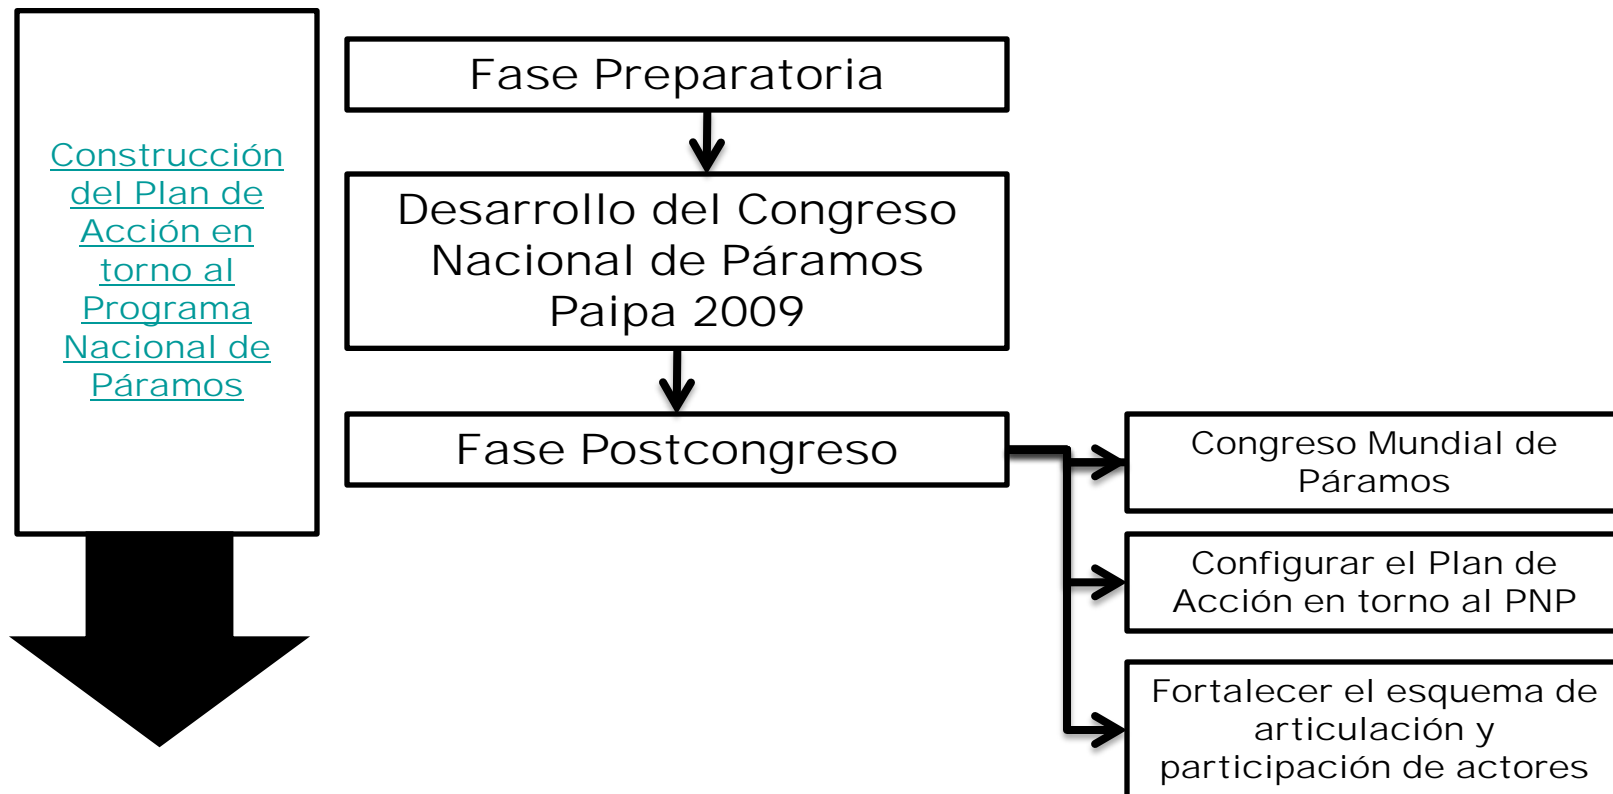 Construcción
del Plan de
Acción en
torno al
Programa
Nacional de
Páramos
Fase Preparatoria
Desarrollo del Congreso
Nacional de Páramos
Paipa 2009
Fase Postcongreso
Congreso Mundial de
Páramos
Configurar el Plan de
Acción en torno al PNP
Fortalecer el esquema de
articulación y
participación de actores